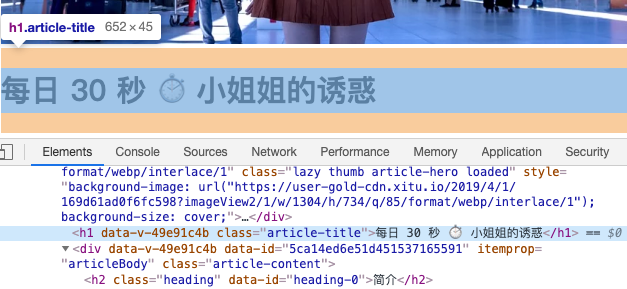 h1.article-title 652 × 45
每日 30 秒 ⏱ 小姐姐的诱惑
Elements Console Sources Network Performance Memory Application Security
format/webp/interlace/1" class="lazy thumb article-hero loaded" style=
"background-image: url("https://user-gold-cdn.xitu.io/2019/4/1/
169d61ad0f6fc598?imageView2/1/w/1304/h/734/q/85/format/webp/interlace/1");
background-size: cover;">…</div>
<h1 data-v-49e91c4b class="article-title">每日 30 秒 ⏱ 小姐姐的诱惑</h1> == $0
▼<div data-v-49e91c4b data-id="5ca14ed6e51d451537165591" itemprop=
"articleBody" class="article-content">
<h2 class="heading" data-id="heading-0">简介</h2>